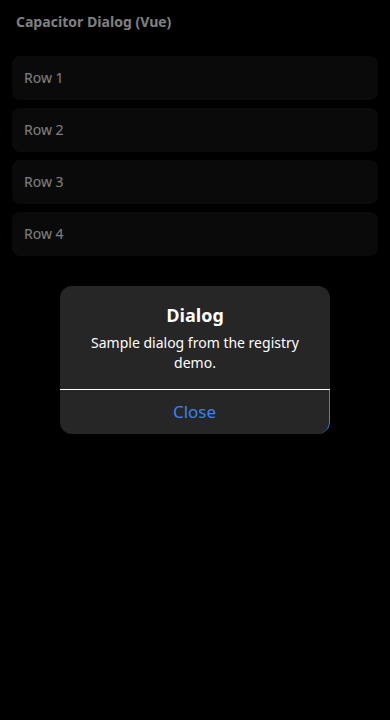 Capacitor Dialog (Vue)
Row 1
Row 2
Row 3
Row 4
Dialog
Sample dialog from the registry
demo.
Close